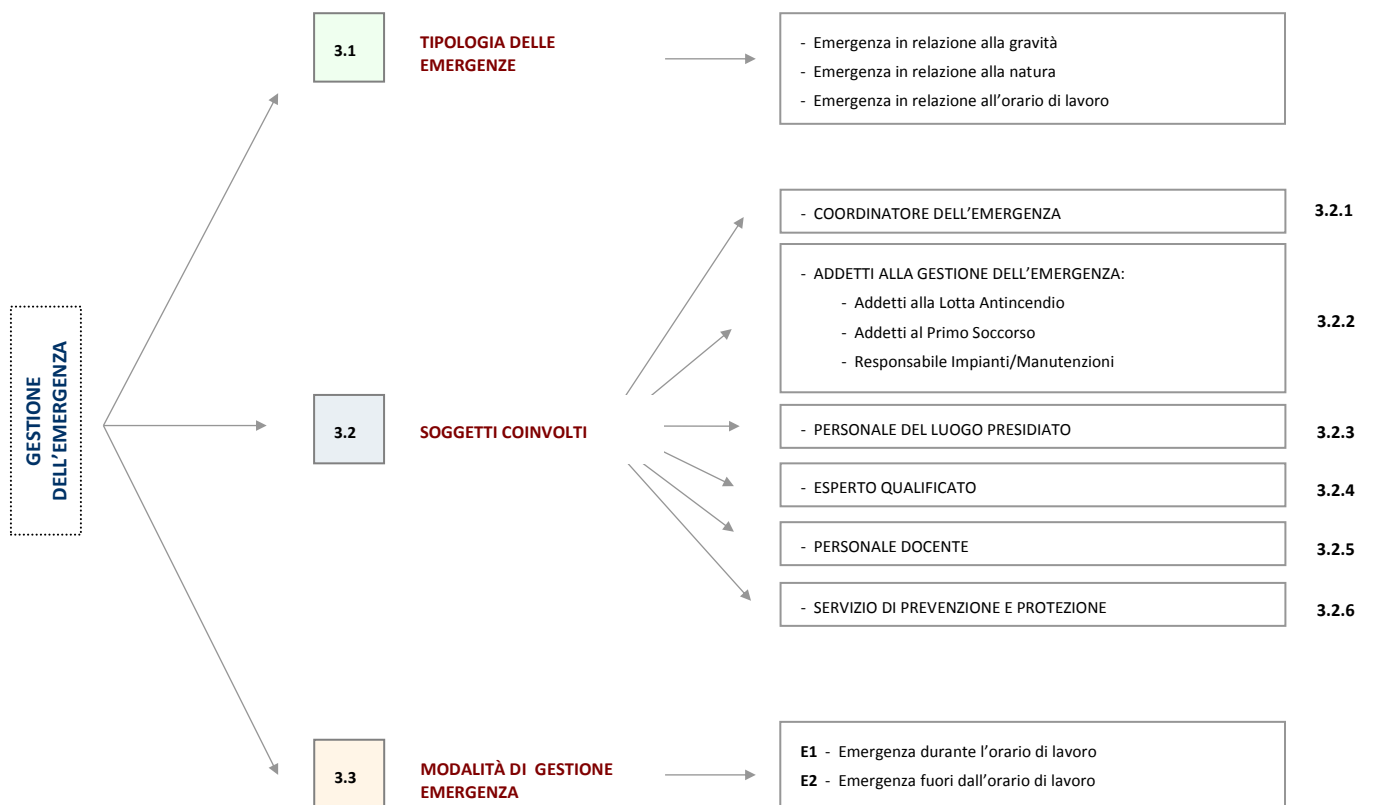 GESTIONE
DELL'EMERGENZA
3.1
TIPOLOGIA DELLE
EMERGENZE
- Emergenza in relazione alla gravità
- Emergenza in relazione alla natura
- Emergenza in relazione all'orario di lavoro
3.2
SOGGETTI COINVOLTI
- COORDINATORE DELL'EMERGENZA
3.2.1
- ADDETTI ALLA GESTIONE DELL'EMERGENZA:
- Addetti alla Lotta Antincendio
- Addetti al Primo Soccorso
- Responsabile Impianti/Manutenzioni
3.2.2
- PERSONALE DEL LUOGO PRESIDIATO
3.2.3
- ESPERTO QUALIFICATO
3.2.4
- PERSONALE DOCENTE
3.2.5
- SERVIZIO DI PREVENZIONE E PROTEZIONE
3.2.6
3.3
MODALITÀ DI GESTIONE
EMERGENZA
E1 - Emergenza durante l'orario di lavoro
E2 - Emergenza fuori dall'orario di lavoro